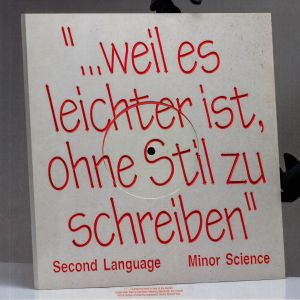 "...weil es
leichter ist,
ohne Stil zu
schreiben"
Second Language Minor Science